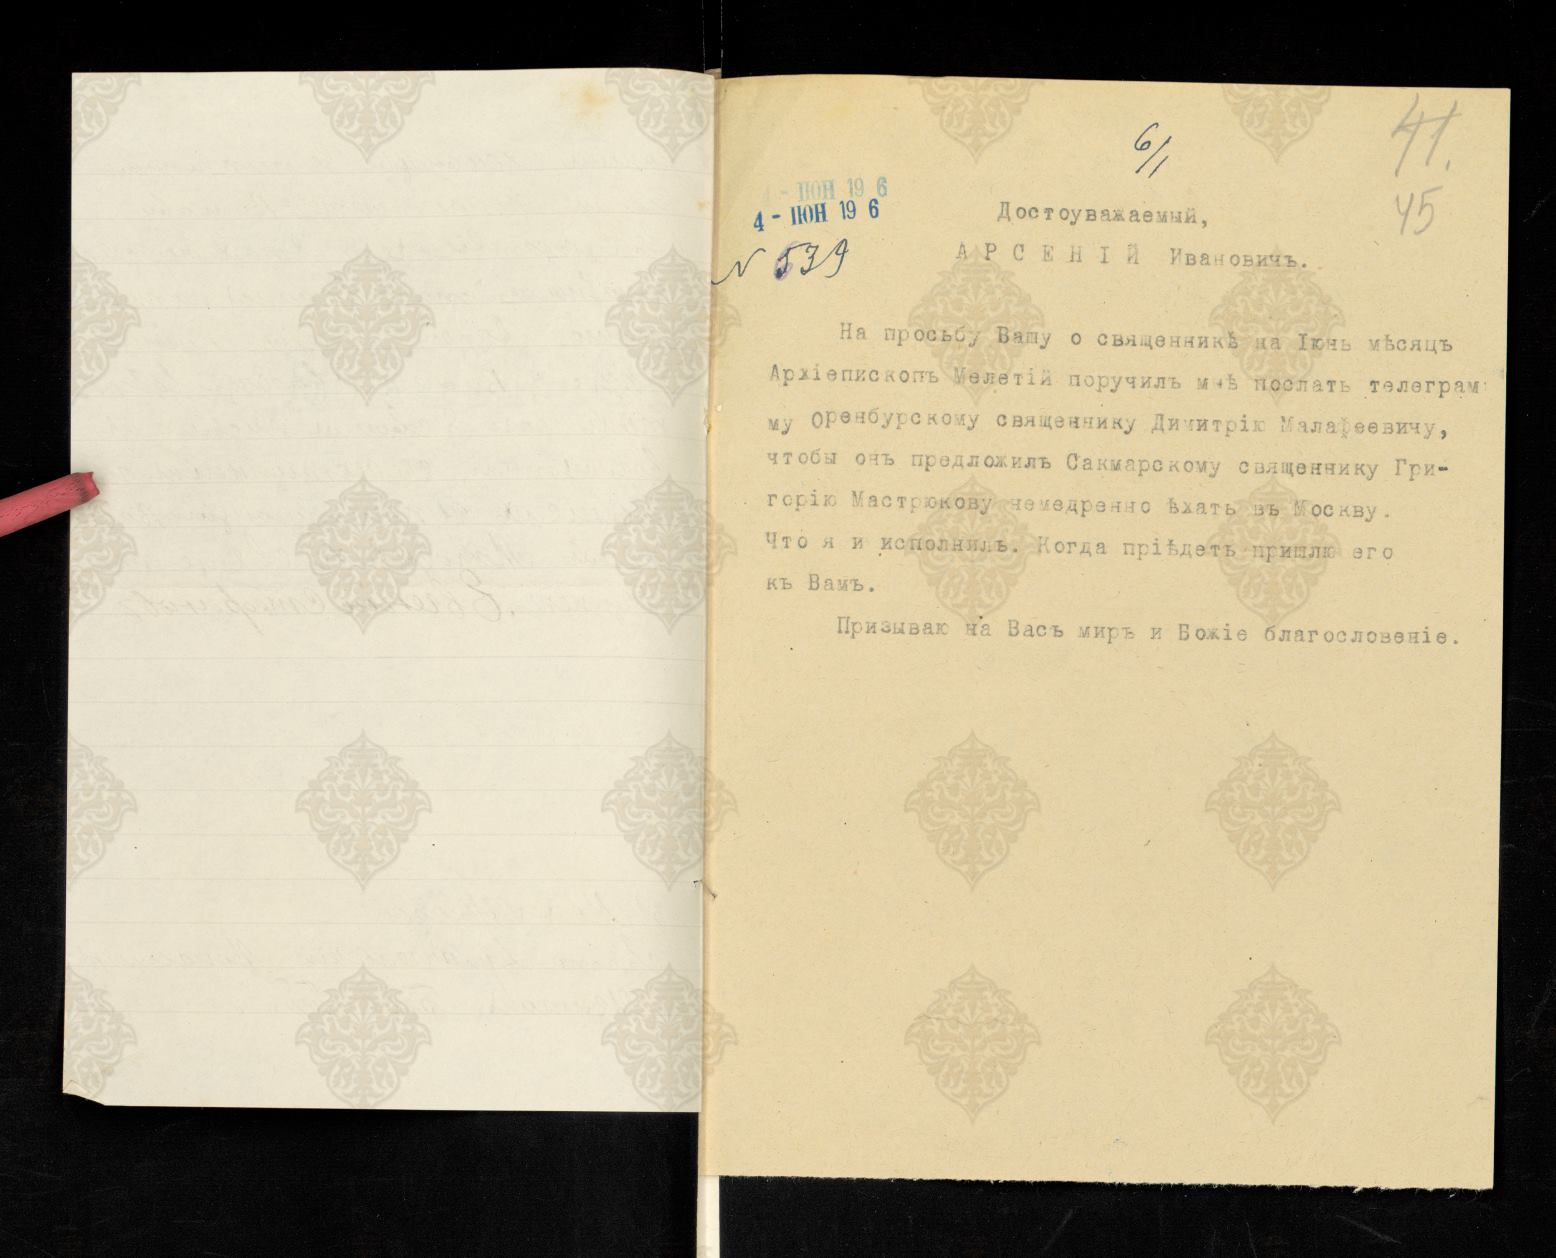 6/1
41.
45
4 - ІЮН 19 6
4 - ІЮН 19 6
N 539
Достоуважаемый,
А Р С Е Н І Й Ивановичъ.
На просьбу Вашу о священникѣ на Іюнь мѣсяцъ
Архіепископъ Мелетій поручилъ мнѣ послать телеграм
му Оренбурскому священнику Димитрію Малафеевичу,
чтобы онъ предложилъ Сакмарскому священнику Гри-
горію Мастрюкову немедренно ѣхать въ Москву.
Что я и исполнилъ. Когда пріѣдетъ пришлю его
къ Вамъ.
Призываю на Васъ миръ и Божіе благословеніе.